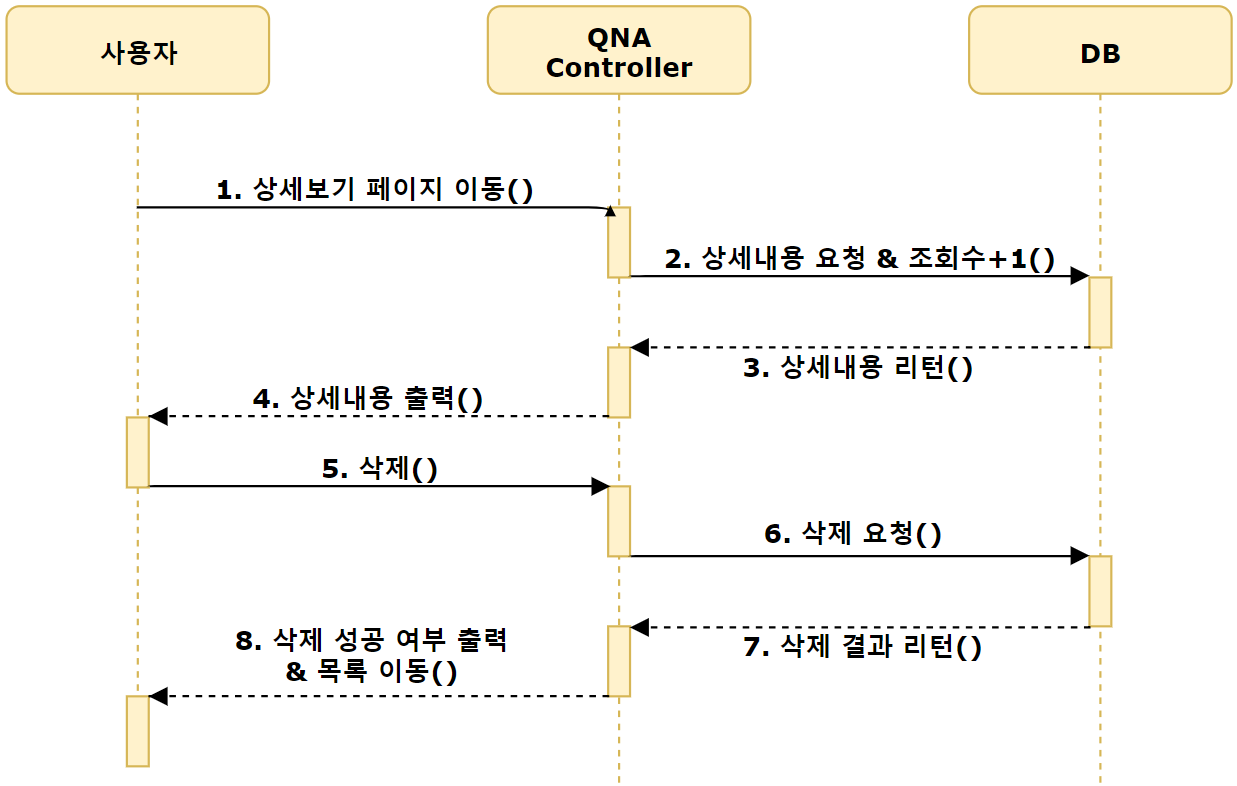 사용자
QNA
Controller
DB
1. 상세보기 페이지 이동()
2. 상세내용 요청 & 조회수+1()
3. 상세내용 리턴()
4. 상세내용 출력()
5. 삭제()
6. 삭제 요청()
7. 삭제 결과 리턴()
8. 삭제 성공 여부 출력
& 목록 이동()